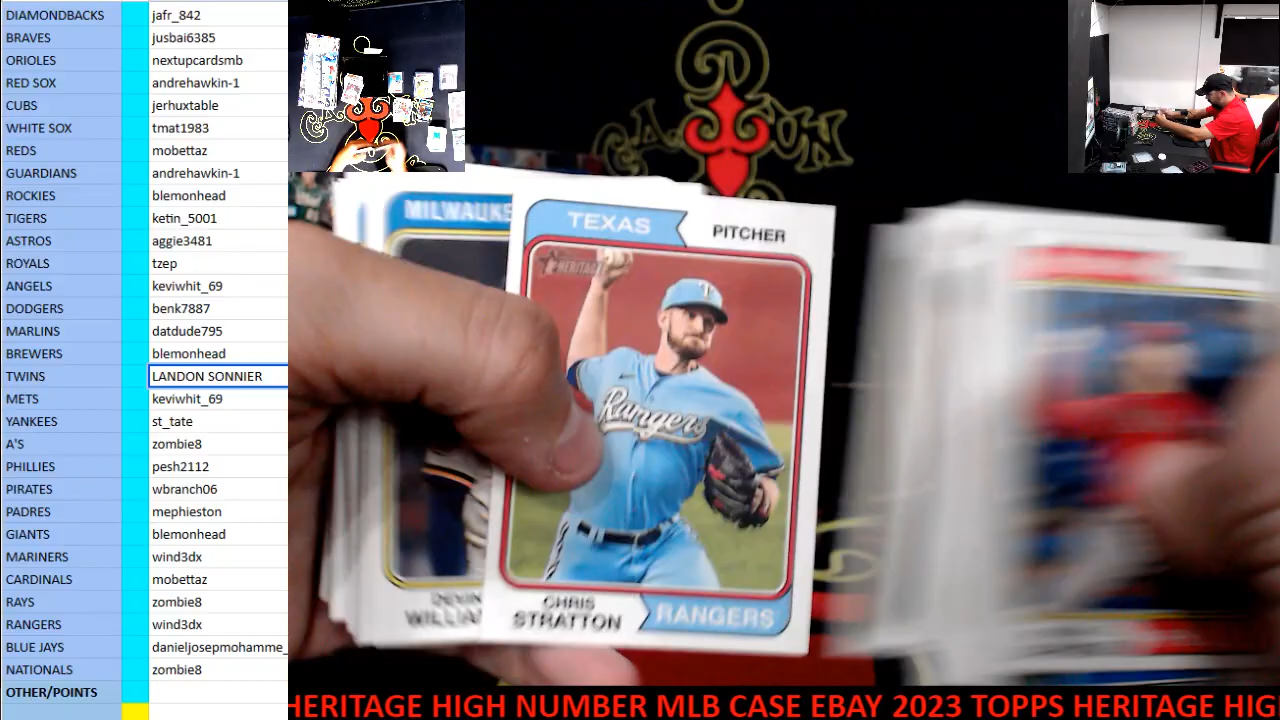 DIAMONDBACKS jafr_842
BRAVES jusbai6385
ORIOLES nextupcardsmb
RED SOX andrehawkin-1
CUBS jerhuxtable
WHITE SOX tmat1983
REDS mobettaz
GUARDIANS andrehawkin-1
ROCKIES blemonhead
TIGERS ketin_5001
ASTROS aggie3481
ROYALS tzep
ANGELS keviwhit_69
DODGERS benk7887
MARLINS datdude795
BREWERS blemonhead
TWINS LANDON SONNIER
METS keviwhit_69
YANKEES st_tate
A'S zombie8
PHILLIES pesh2112
PIRATES wbranch06
PADRES mephieston
GIANTS blemonhead
MARINERS wind3dx
CARDINALS mobettaz
RAYS zombie8
RANGERS wind3dx
BLUE JAYS danieljosepmohamme_
NATIONALS zombie8
OTHER/POINTS
MILWAUKE
TEXAS PITCHER
HERITAGE
Rangers
CHRIS
STRATTON RANGERS
HERITAGE HIGH NUMBER MLB CASE EBAY 2023 TOPPS HERITAGE HIG